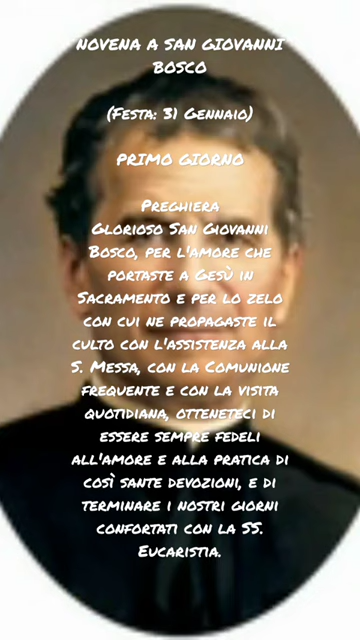 NOVENA A SAN GIOVANNI
BOSCO
(FESTA: 31 GENNAIO)
PRIMO GIORNO
PREGHIERA
GLORIOSO SAN GIOVANNI
BOSCO, PER L'AMORE CHE
PORTASTE A GESÙ IN
SACRAMENTO E PER LO ZELO
CON CUI NE PROPAGASTE IL
CULTO CON L'ASSISTENZA ALLA
S. MESSA, CON LA COMUNIONE
FREQUENTE E CON LA VISITA
QUOTIDIANA, OTTENETECI DI
ESSERE SEMPRE FEDELI
ALL'AMORE E ALLA PRATICA DI
COSÌ SANTE DEVOZIONI, E DI
TERMINARE I NOSTRI GIORNI
CONFORTATI CON LA SS.
EUCARISTIA.